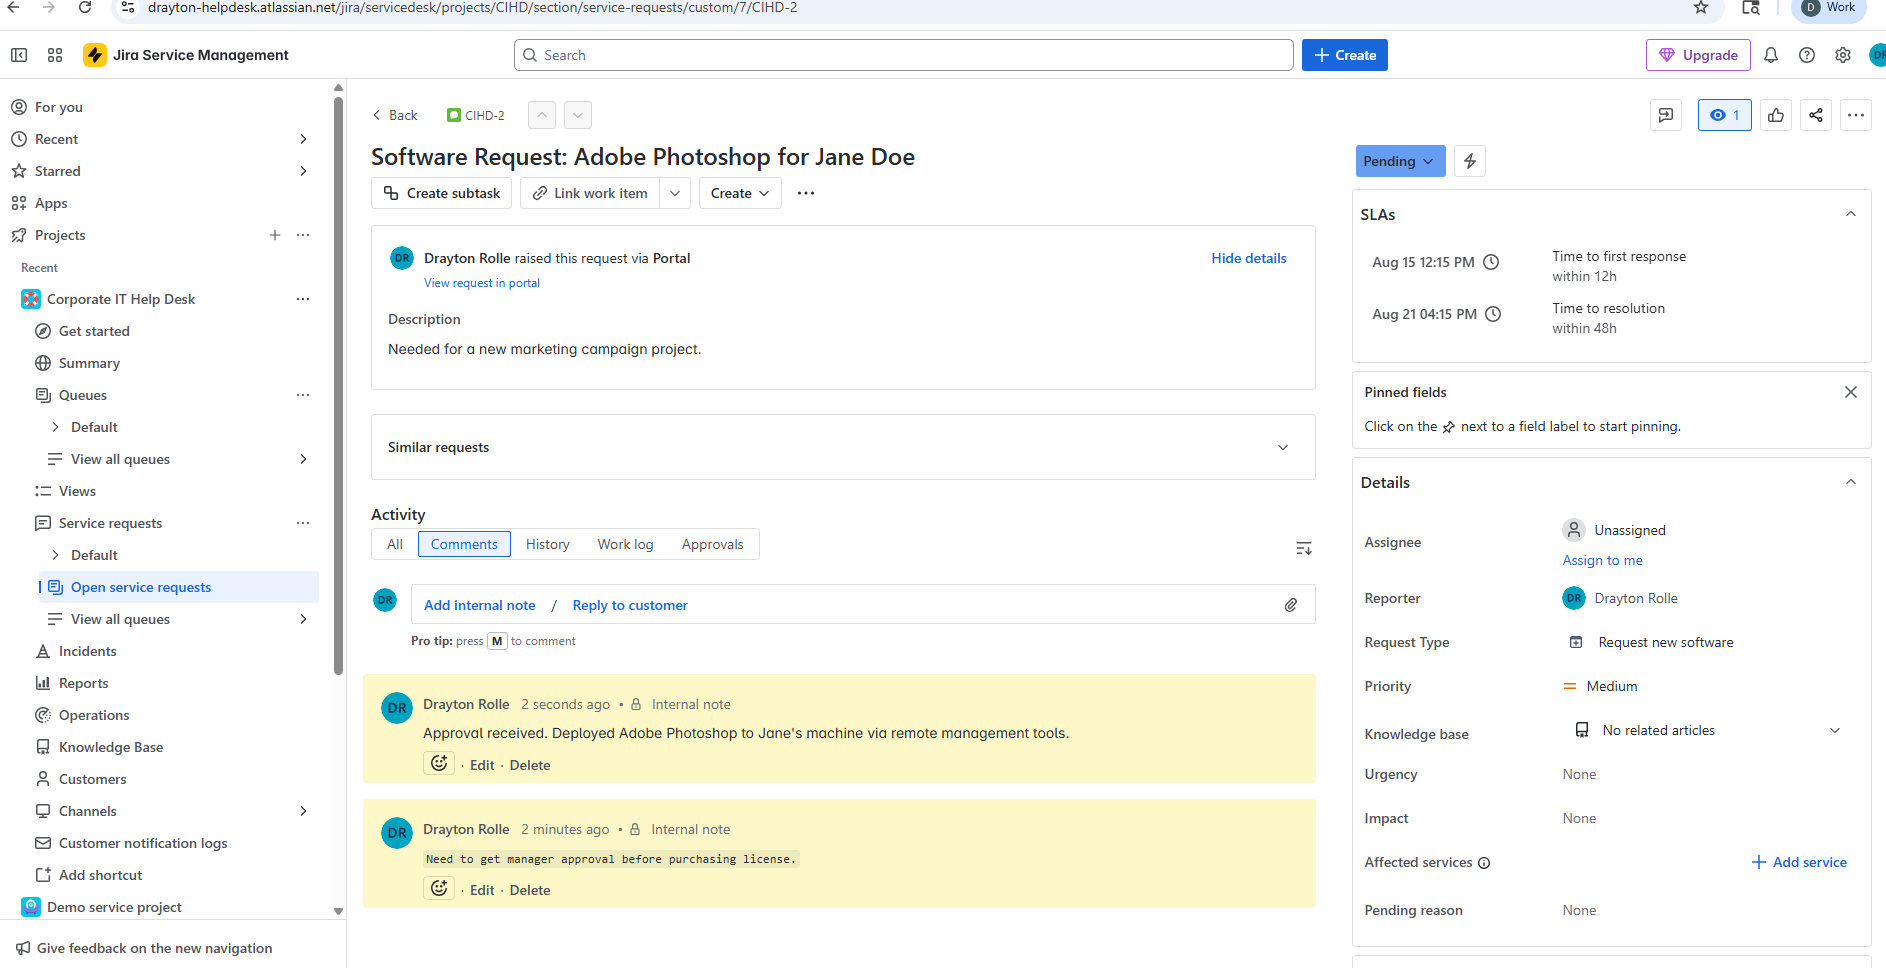 drayton-helpdesk.atlassian.net/jira/servicedesk/projects/CIHD/section/service-requests/custom/7/CIHD-2
D Work
Jira Service Management
Search
Create
Upgrade
DR
For you
Recent
Starred
Apps
Projects
Recent
Corporate IT Help Desk
Get started
Summary
Queues
Default
View all queues
Views
Service requests
Default
Open service requests
View all queues
Incidents
Reports
Operations
Knowledge Base
Customers
Channels
Customer notification logs
Add shortcut
Demo service project
Give feedback on the new navigation
Back
CIHD-2
1
Software Request: Adobe Photoshop for Jane Doe
Create subtask
Link work item
Create
DR
Drayton Rolle raised this request via Portal
Hide details
View request in portal
Description
Needed for a new marketing campaign project.
Similar requests
Activity
All
Comments
History
Work log
Approvals
DR
Add internal note / Reply to customer
Pro tip: press M to comment
DR
Drayton Rolle 2 seconds ago • Internal note
Approval received. Deployed Adobe Photoshop to Jane's machine via remote management tools.
· Edit · Delete
DR
Drayton Rolle 2 minutes ago • Internal note
Need to get manager approval before purchasing license.
· Edit · Delete
Pending
SLAs
Aug 15 12:15 PM
Time to first response
within 12h
Aug 21 04:15 PM
Time to resolution
within 48h
Pinned fields
Click on the next to a field label to start pinning.
Details
Assignee
Unassigned
Assign to me
Reporter
DR Drayton Rolle
Request Type
Request new software
Priority
Medium
Knowledge base
No related articles
Urgency
None
Impact
None
Affected services
Add service
Pending reason
None